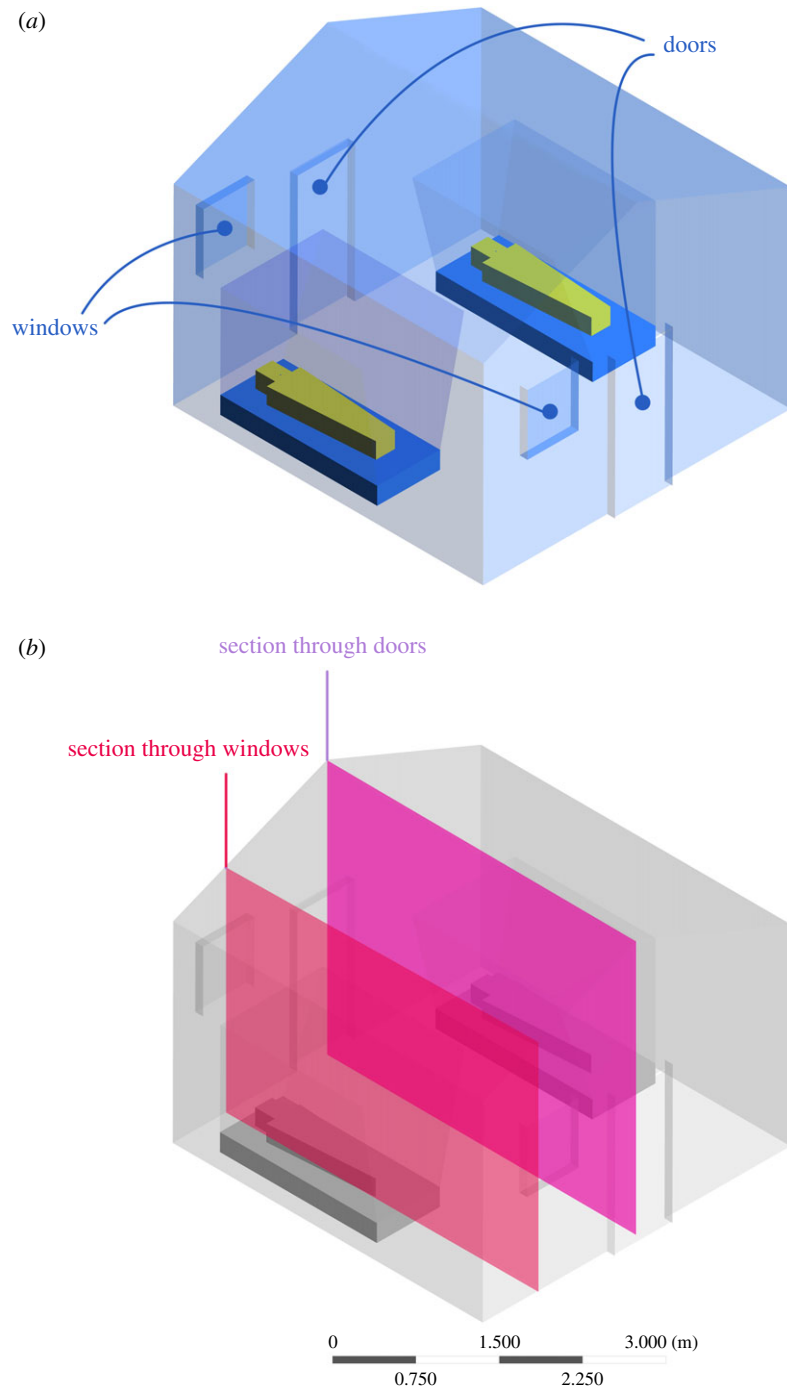 (a)
doors
windows
(b)
section through doors
section through windows
0 1.500 3.000 (m)
0.750 2.250